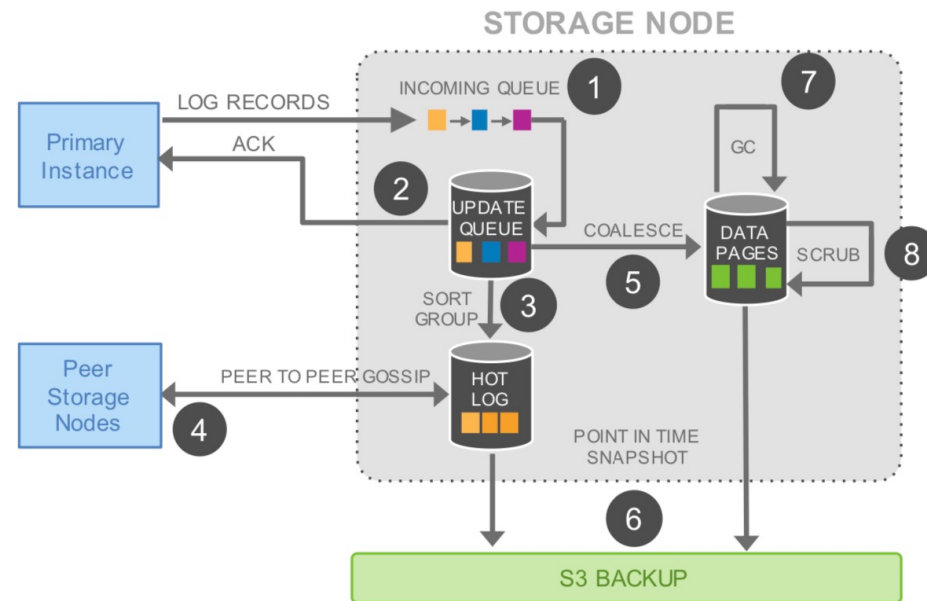 STORAGE NODE
INCOMING QUEUE
1
7
LOG RECORDS
Primary
Instance
ACK
GC
2
UPDATE
QUEUE
COALESCE
DATA
PAGES
SCRUB
8
5
SORT
GROUP
3
Peer
Storage
Nodes
PEER TO PEER GOSSIP
HOT
LOG
4
POINT IN TIME
SNAPSHOT
6
S3 BACKUP